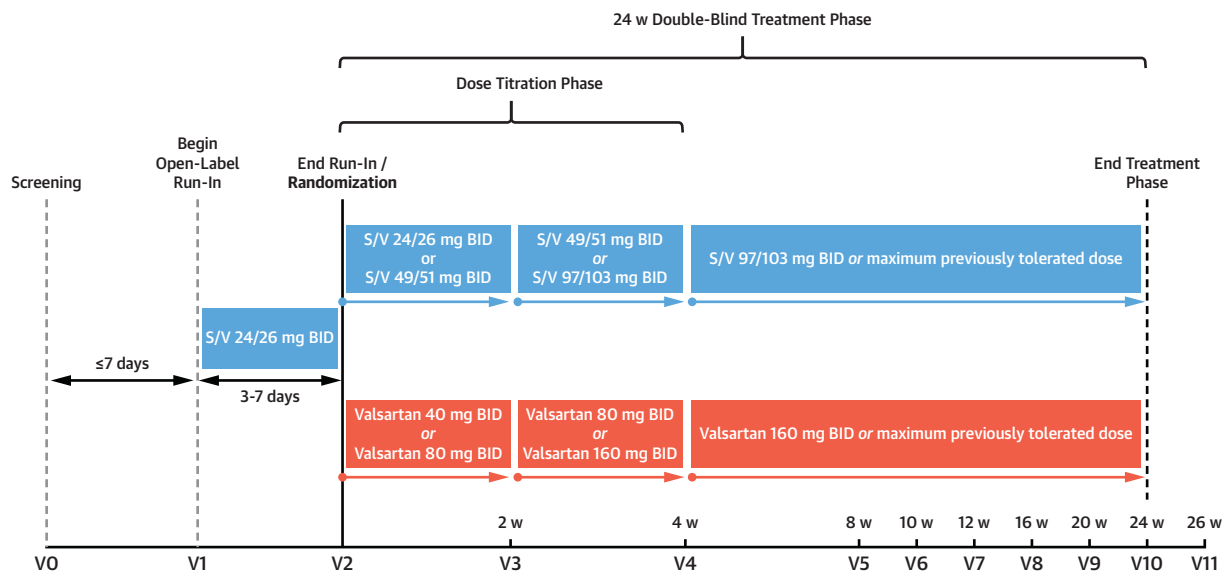 24 w Double-Blind Treatment Phase
Dose Titration Phase
Begin
Open-Label
Run-In
Screening
End Run-In /
Randomization
End Treatment
Phase
S/V 24/26 mg BID
or
S/V 49/51 mg BID
S/V 49/51 mg BID
or
S/V 97/103 mg BID
S/V 97/103 mg BID or maximum previously tolerated dose
S/V 24/26 mg BID
≤7 days
3-7 days
Valsartan 40 mg BID
or
Valsartan 80 mg BID
Valsartan 80 mg BID
or
Valsartan 160 mg BID
Valsartan 160 mg BID or maximum previously tolerated dose
2 w
4 w
8 w
10 w
12 w
16 w
20 w
24 w
26 w
V0
V1
V2
V3
V4
V5
V6
V7
V8
V9
V10
V11